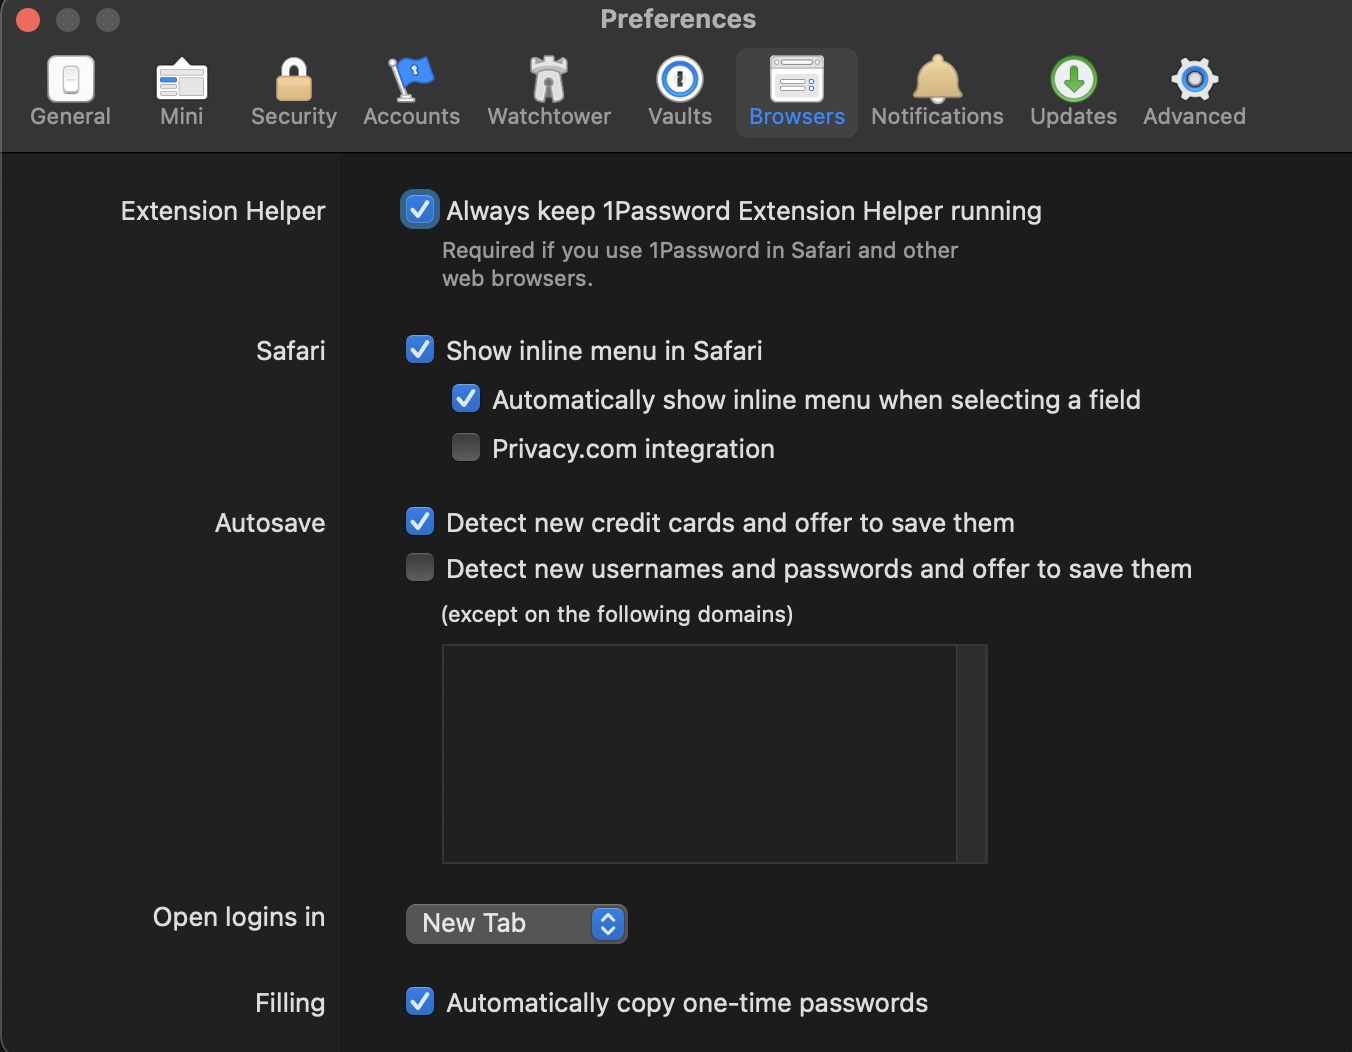 Preferences
General Mini Security Accounts Watchtower Vaults Browsers Notifications Updates Advanced
Extension Helper Always keep 1Password Extension Helper running
Required if you use 1Password in Safari and other
web browsers.
Safari Show inline menu in Safari
Automatically show inline menu when selecting a field
Privacy.com integration
Autosave Detect new credit cards and offer to save them
Detect new usernames and passwords and offer to save them
(except on the following domains)
Open logins in New Tab
Filling Automatically copy one-time passwords